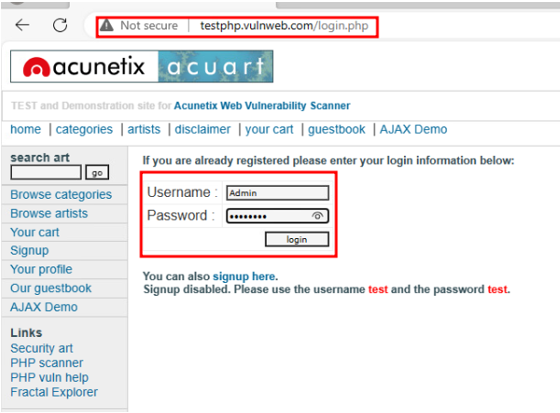 Not secure | testphp.vulnweb.com/login.php
acunetix acuart
TEST and Demonstration site for Acunetix Web Vulnerability Scanner
home | categories | artists | disclaimer | your cart | guestbook | AJAX Demo
search art
go
Browse categories
Browse artists
Your cart
Signup
Your profile
Our guestbook
AJAX Demo
Links
Security art
PHP scanner
PHP vuln help
Fractal Explorer
If you are already registered please enter your login information below:
Username : Admin
Password : ••••••••
login
You can also signup here.
Signup disabled. Please use the username test and the password test.